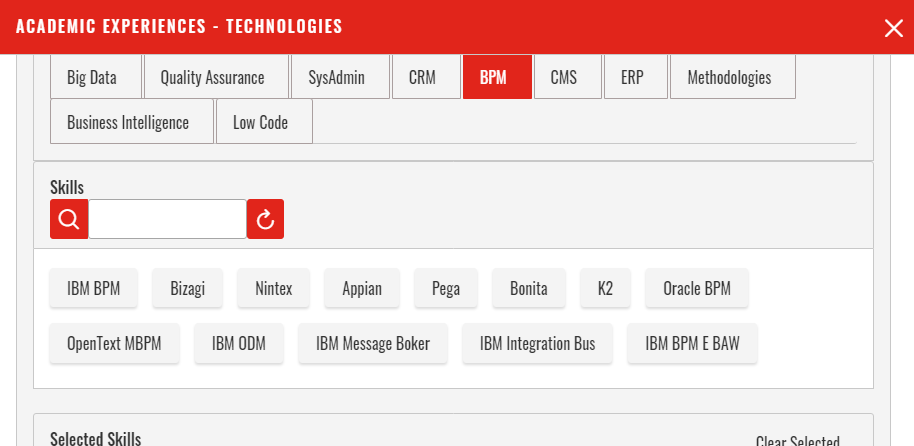 ACADEMIC EXPERIENCES - TECHNOLOGIES
Big Data Quality Assurance SysAdmin CRM BPM CMS ERP Methodologies
Business Intelligence Low Code
Skills
IBM BPM Bizagi Nintex Appian Pega Bonita K2 Oracle BPM
OpenText MBPM IBM ODM IBM Message Boker IBM Integration Bus IBM BPM E BAW
Selected Skills Clear Selected